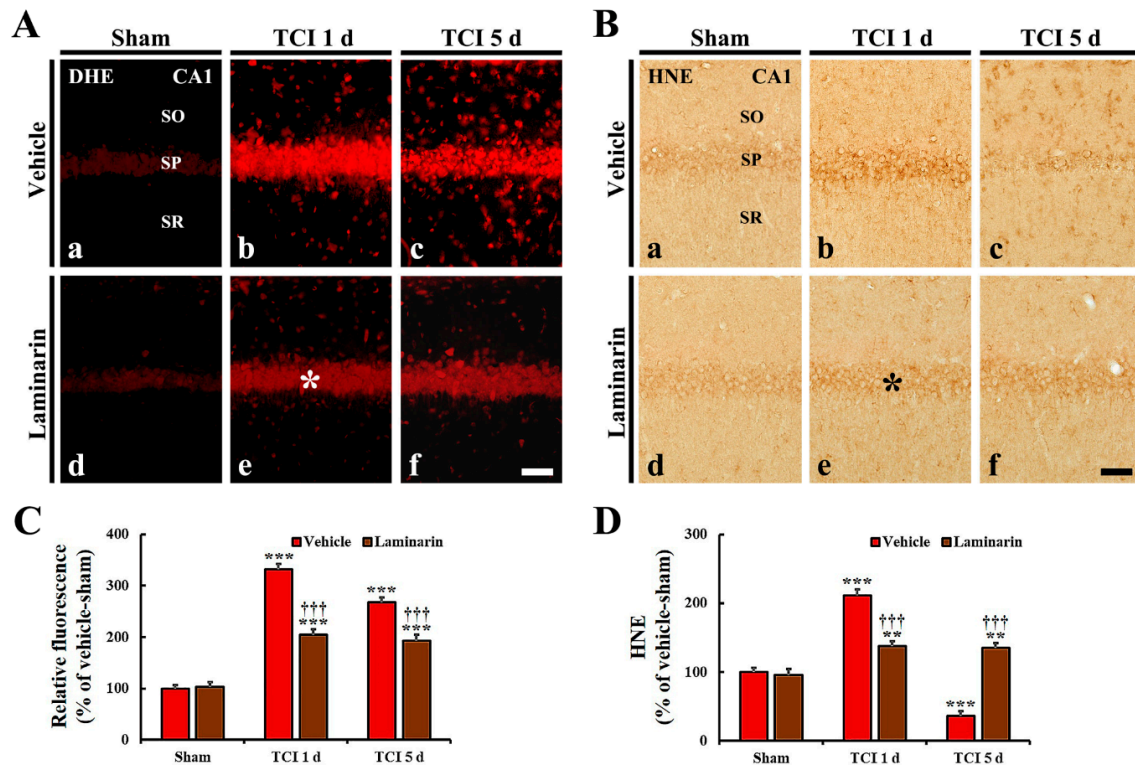 A
Sham
TCI 1 d
TCI 5 d
Vehicle
DHE
CA1
SO
SP
SR
a
b
c
Laminarin
*
d
e
f
B
Sham
TCI 1 d
TCI 5 d
Vehicle
HNE
CA1
SO
SP
SR
a
b
c
Laminarin
*
d
e
f
C
Relative fluorescence
(% of vehicle-sham)
400
300
200
100
0
Vehicle
Laminarin
***
†††
***
***
†††
***
Sham
TCI 1 d
TCI 5 d
D
HNE
(% of vehicle-sham)
300
200
100
0
Vehicle
Laminarin
***
†††
**
***
†††
**
Sham
TCI 1 d
TCI 5 d